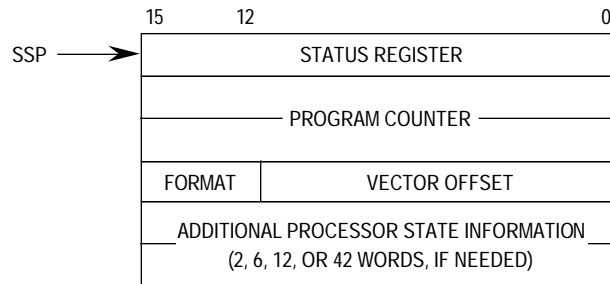 15 12 0
SSP STATUS REGISTER
PROGRAM COUNTER
FORMAT VECTOR OFFSET
ADDITIONAL PROCESSOR STATE INFORMATION
(2, 6, 12, OR 42 WORDS, IF NEEDED)